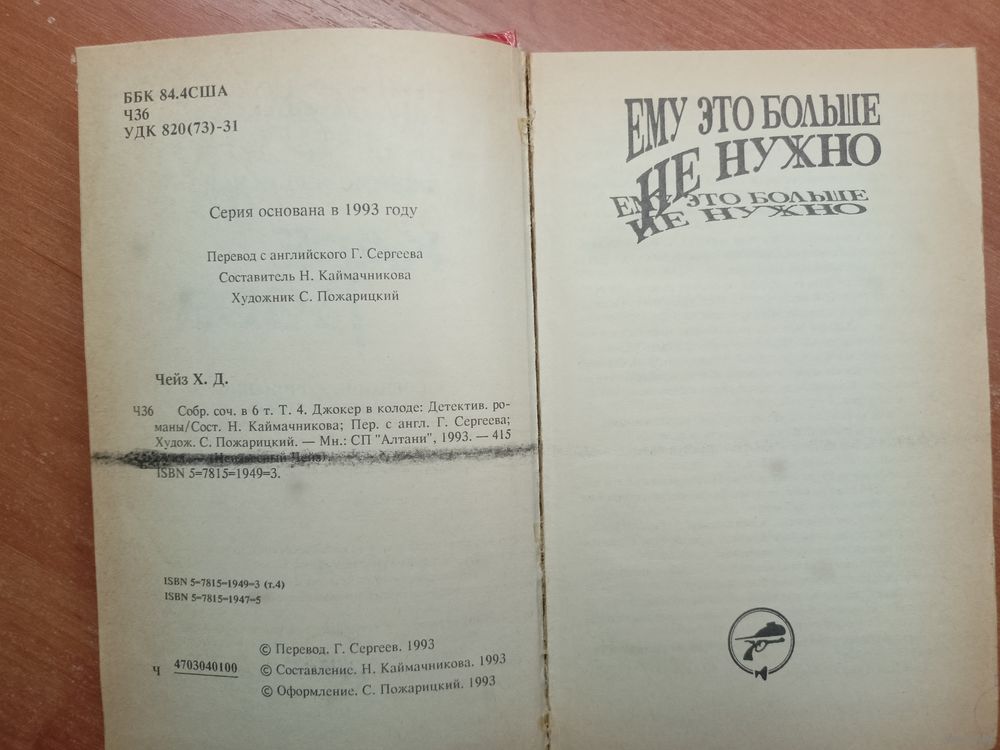 ББК 84.4США
Ч36
УДК 820(73)-31
Серия основана в 1993 году
Перевод с английского Г. Сергеева
Составитель Н. Каймачникова
Художник С. Пожарицкий
Чейз Х. Д.
Ч36 Собр. соч. в 6 т. Т. 4. Джокер в колоде: Детектив. ро-
маны/Сост. Н. Каймачникова; Пер. с англ. Г. Сергеева;
Худож. С. Пожарицкий. — Мн.: СП "Алтани", 1993. — 415
(Неизвестный Чейз)
ISBN 5=7815=1949=3.
ISBN 5=7815=1949=3 (т.4)
ISBN 5=7815=1947=5
Ч 4703040100
© Перевод. Г. Сергеев. 1993
© Составление. Н. Каймачникова. 1993
© Оформление. С. Пожарицкий. 1993
ЕМУ ЭТО БОЛЬШЕ
НЕ НУЖНО
ЕМУ ЭТО БОЛЬШЕ
НЕ НУЖНО